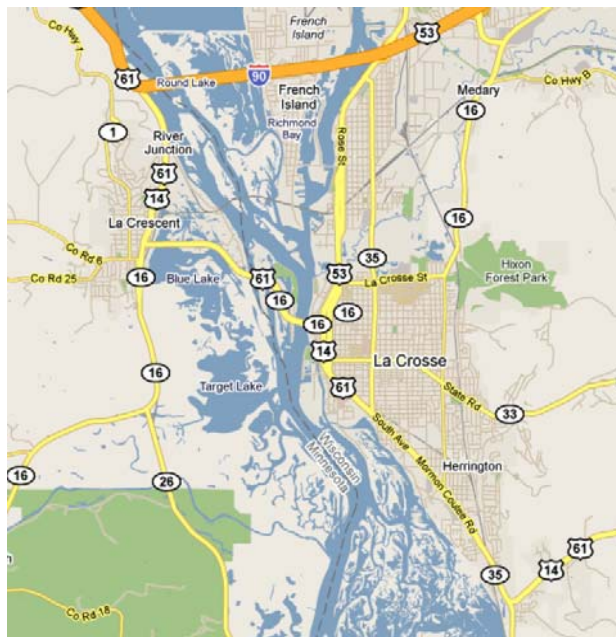 French
Island
53
Co Hwy 1
61
90
Round Lake
French
Island
Medary
Co Hwy B
16
Richmond
Bay
1
River
Junction
Rose St
61
14
La Crescent
16
35
Co Rd 6
Co Rd 25
16
Blue Lake
61
53
La Crosse St
Hixon
Forest Park
16
16
16
14
La Crosse
16
Target Lake
61
State Rd
33
South Ave
Wisconsin
Minnesota
Mormon Coulee Rd
Herrington
16
26
61
14
35
Co Rd 18